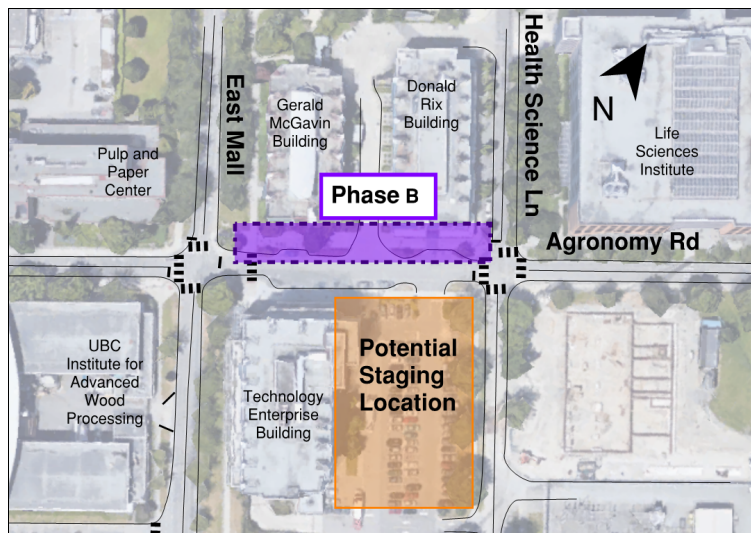 East Mall
Health Science Ln
N
Gerald
McGavin
Building
Donald
Rix
Building
Life
Sciences
Institute
Pulp and
Paper
Center
Phase B
Agronomy Rd
UBC
Institute for
Advanced
Wood
Processing
Technology
Enterprise
Building
Potential
Staging
Location